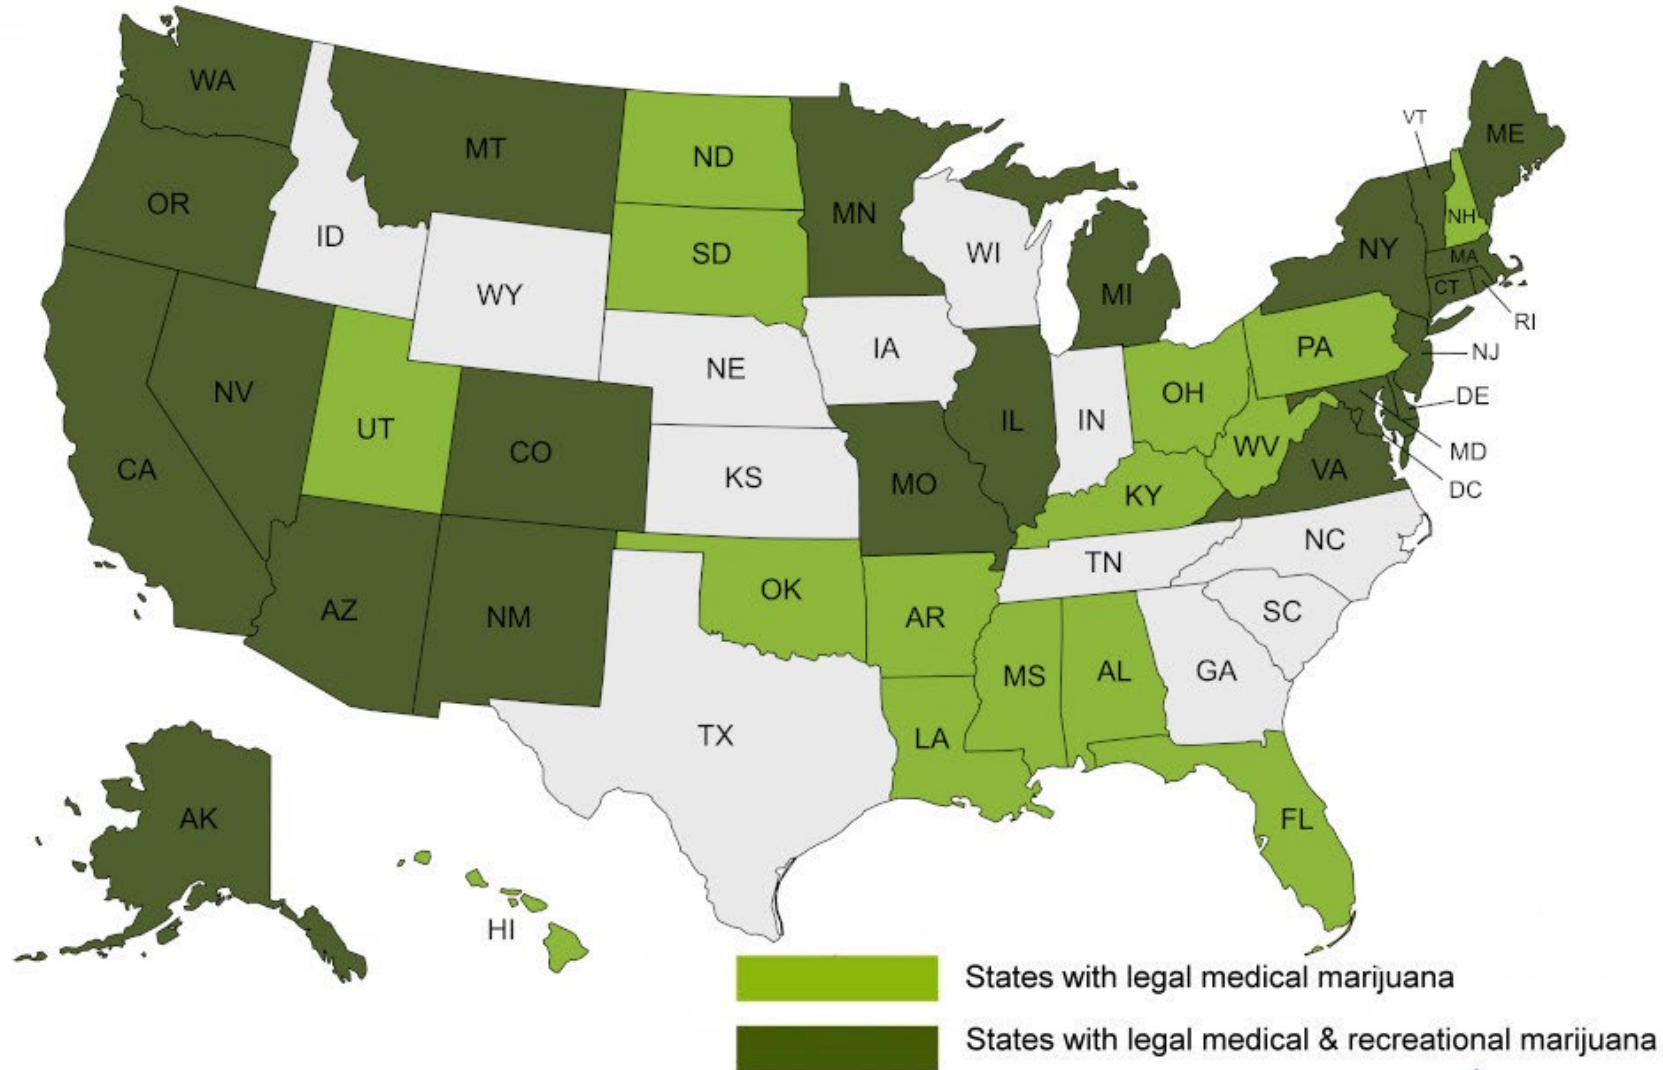 WA
MT
ND
MN
VT
ME
OR
ID
SD
WI
NH
NY
MA
WY
MI
CT
RI
NE
IA
PA
NJ
NV
UT
CO
IL
IN
OH
DE
WV
MD
CA
KS
MO
KY
VA
DC
AZ
NM
OK
AR
TN
NC
SC
MS
AL
GA
TX
LA
AK
FL
HI
States with legal medical marijuana
States with legal medical & recreational marijuana